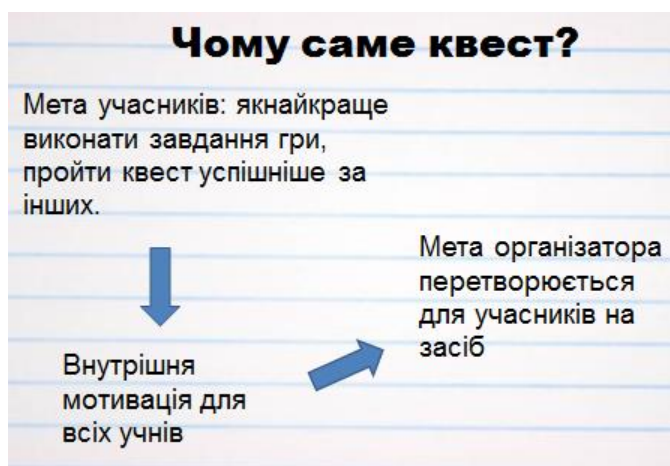 Чому саме квест?
Мета учасників: якнайкраще
виконати завдання гри,
пройти квест успішніше за
інших.
Мета організатора
перетворюється
для учасників на
засіб
Внутрішня
мотивація для
всіх учнів